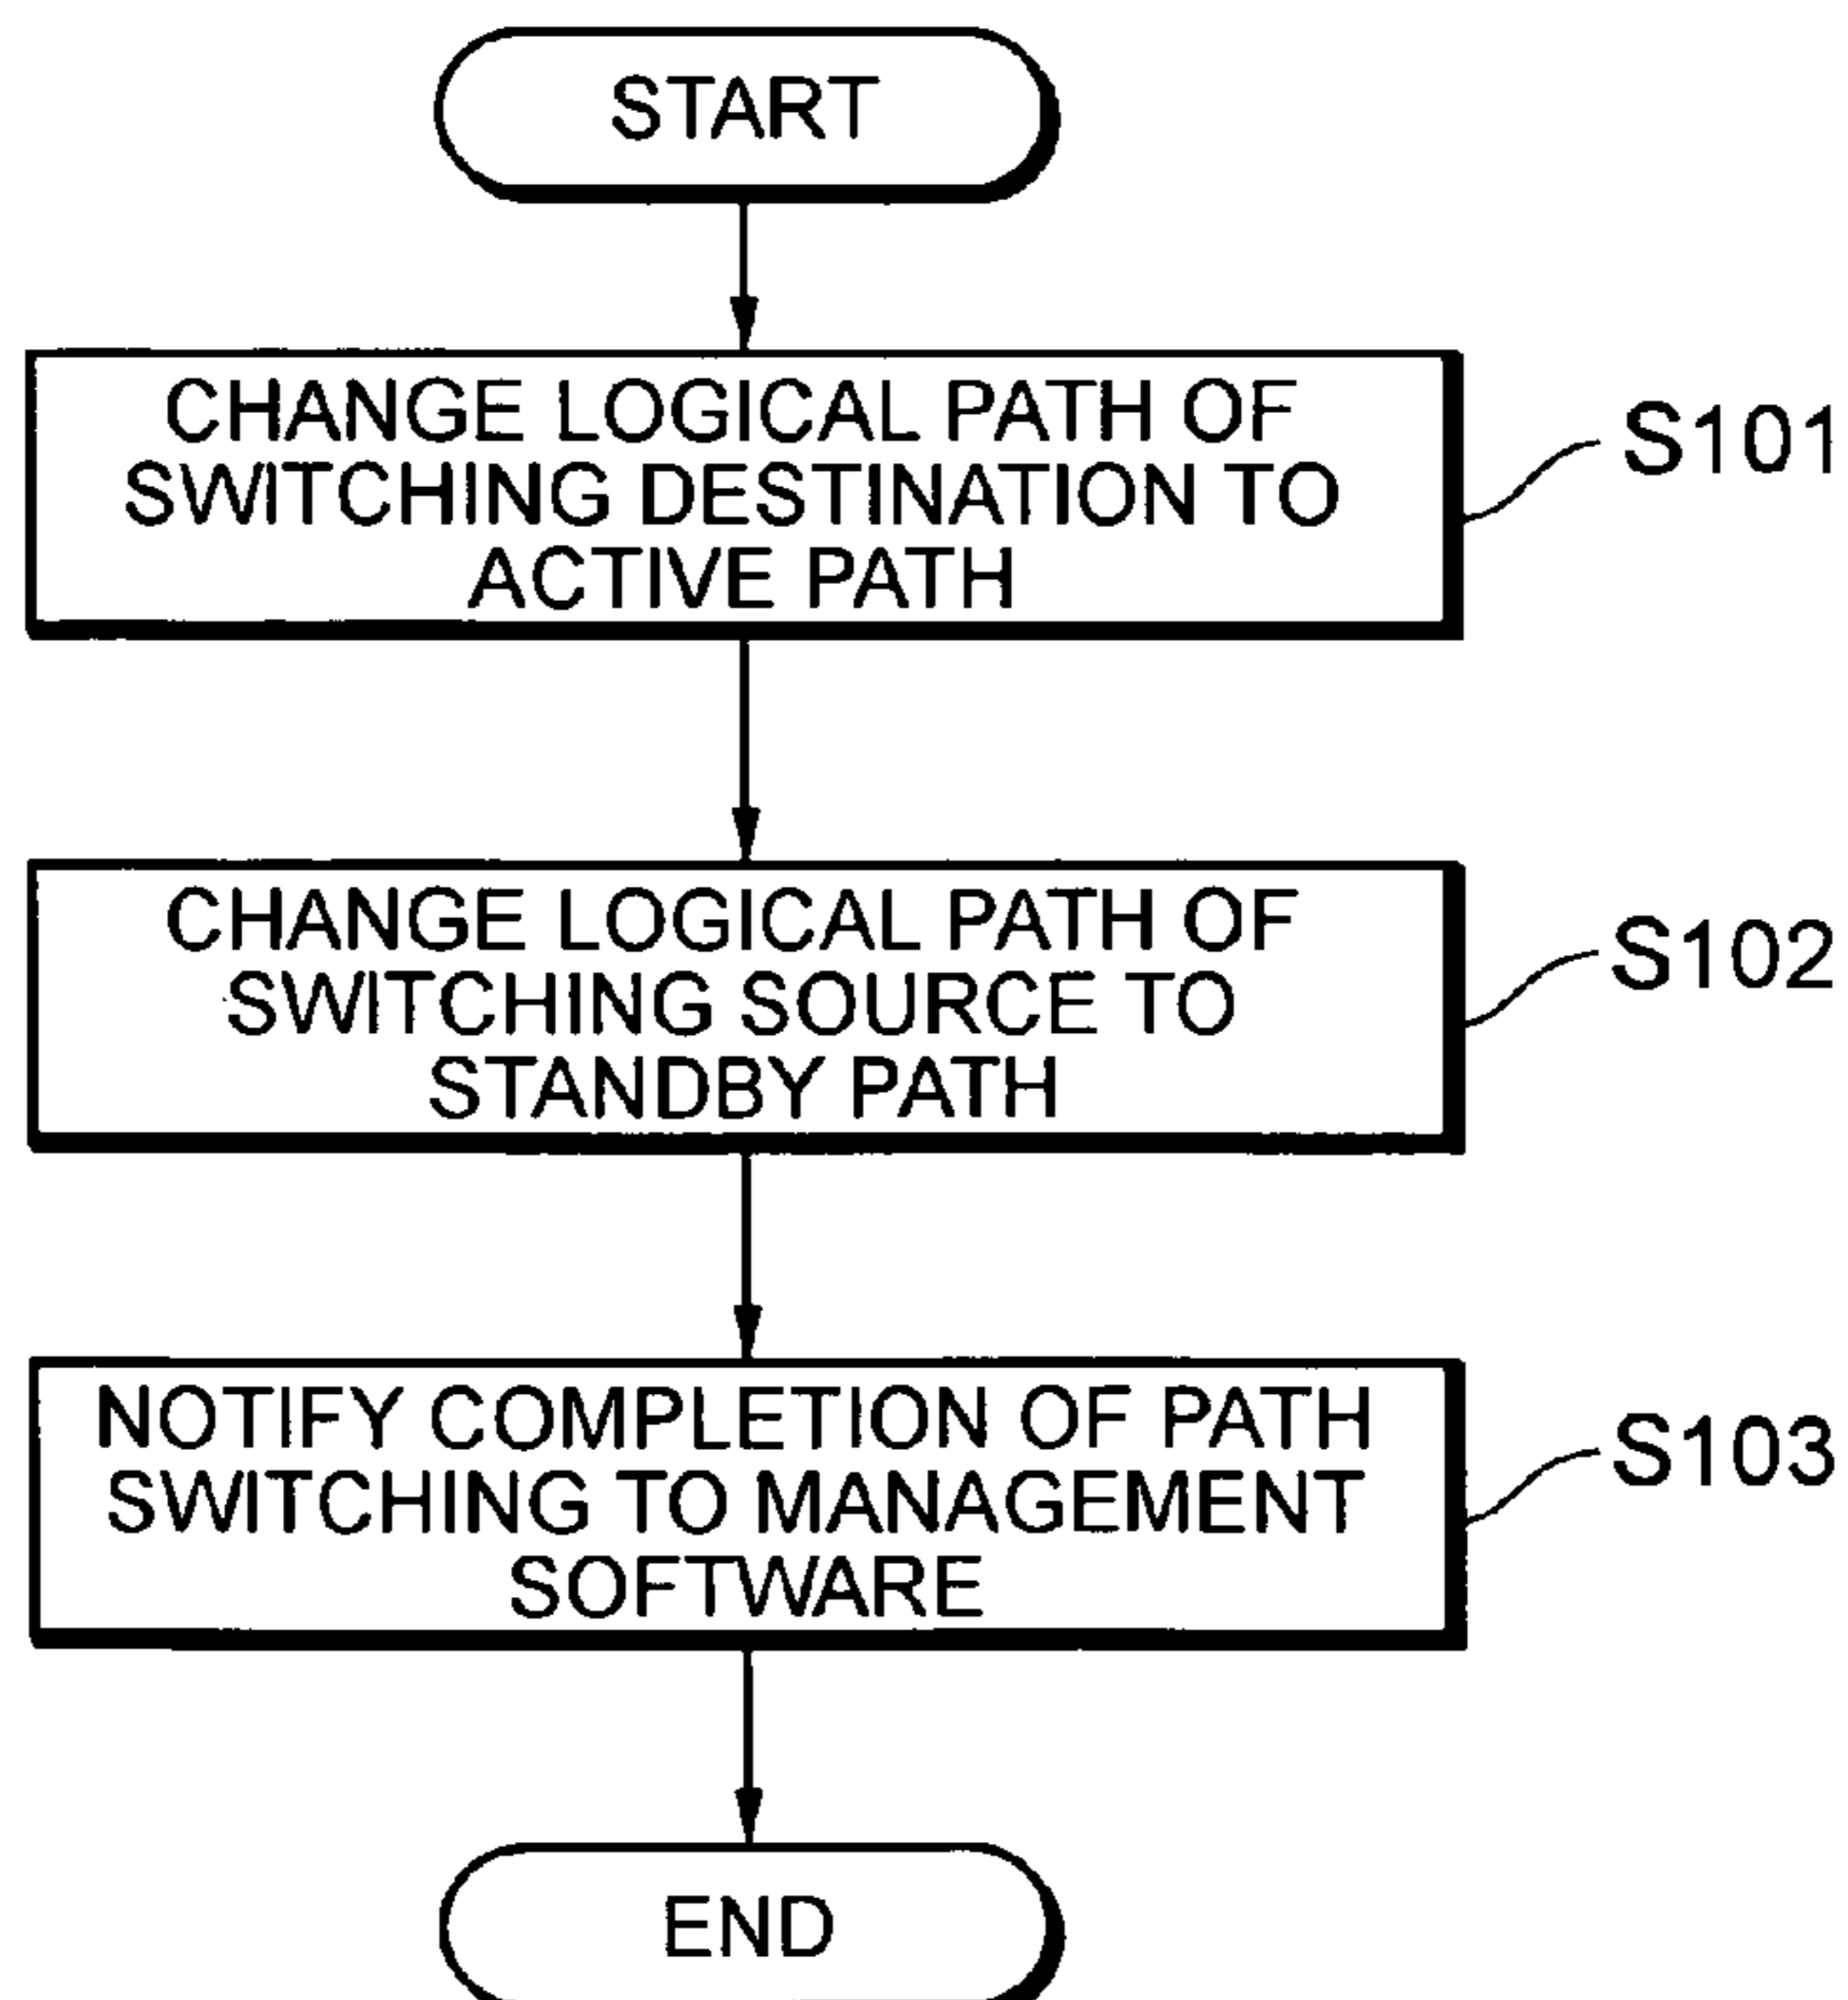 START
CHANGE LOGICAL PATH OF
SWITCHING DESTINATION TO
ACTIVE PATH
S101
CHANGE LOGICAL PATH OF
SWITCHING SOURCE TO
STANDBY PATH
S102
NOTIFY COMPLETION OF PATH
SWITCHING TO MANAGEMENT
SOFTWARE
S103
END